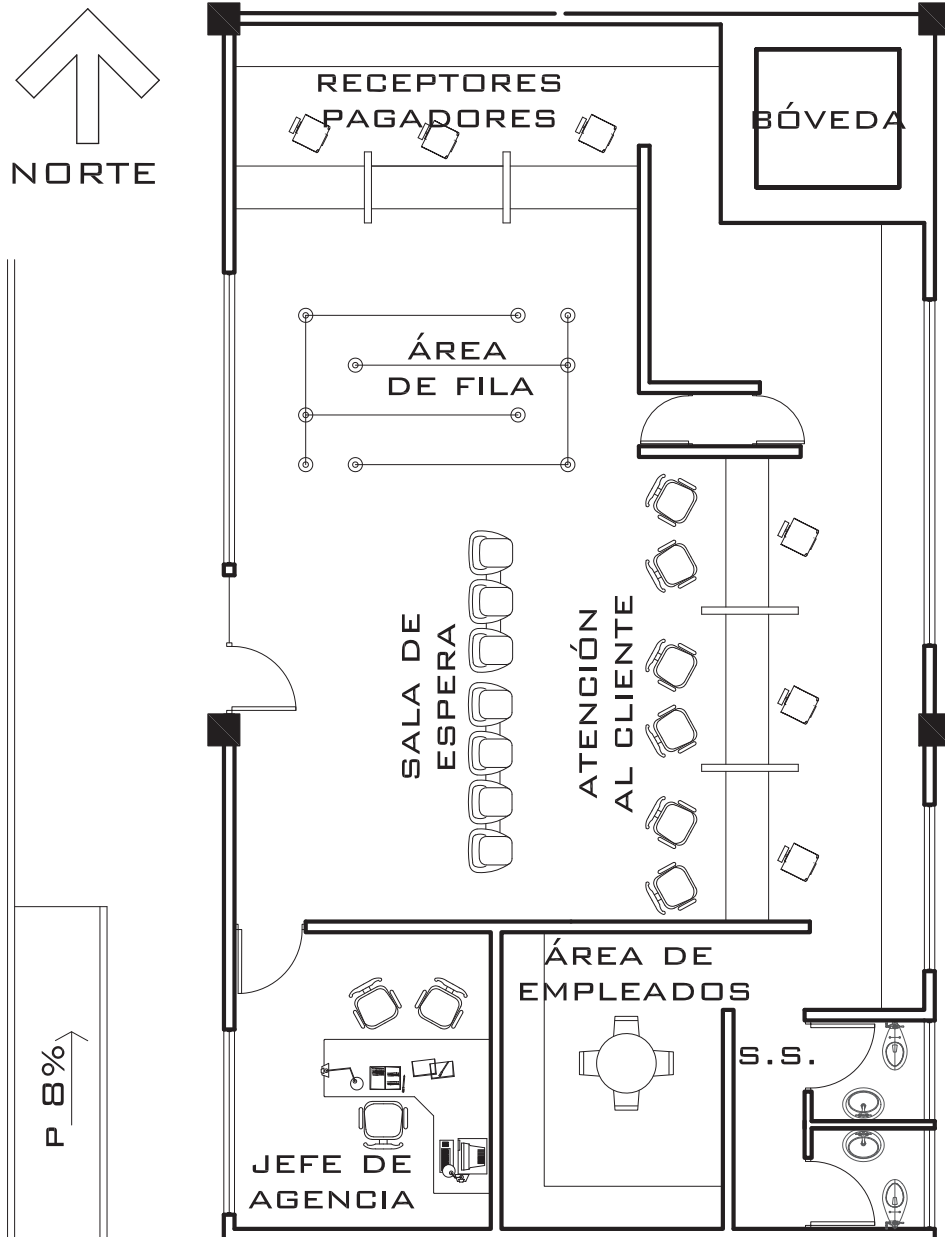 NORTE
RECEPTORES
PAGADORES
BÓVEDA
ÁREA
DE FILA
SALA DE
ESPERA
ATENCIÓN
AL CLIENTE
ÁREA DE
EMPLEADOS
S.S.
P 8%
JEFE DE
AGENCIA